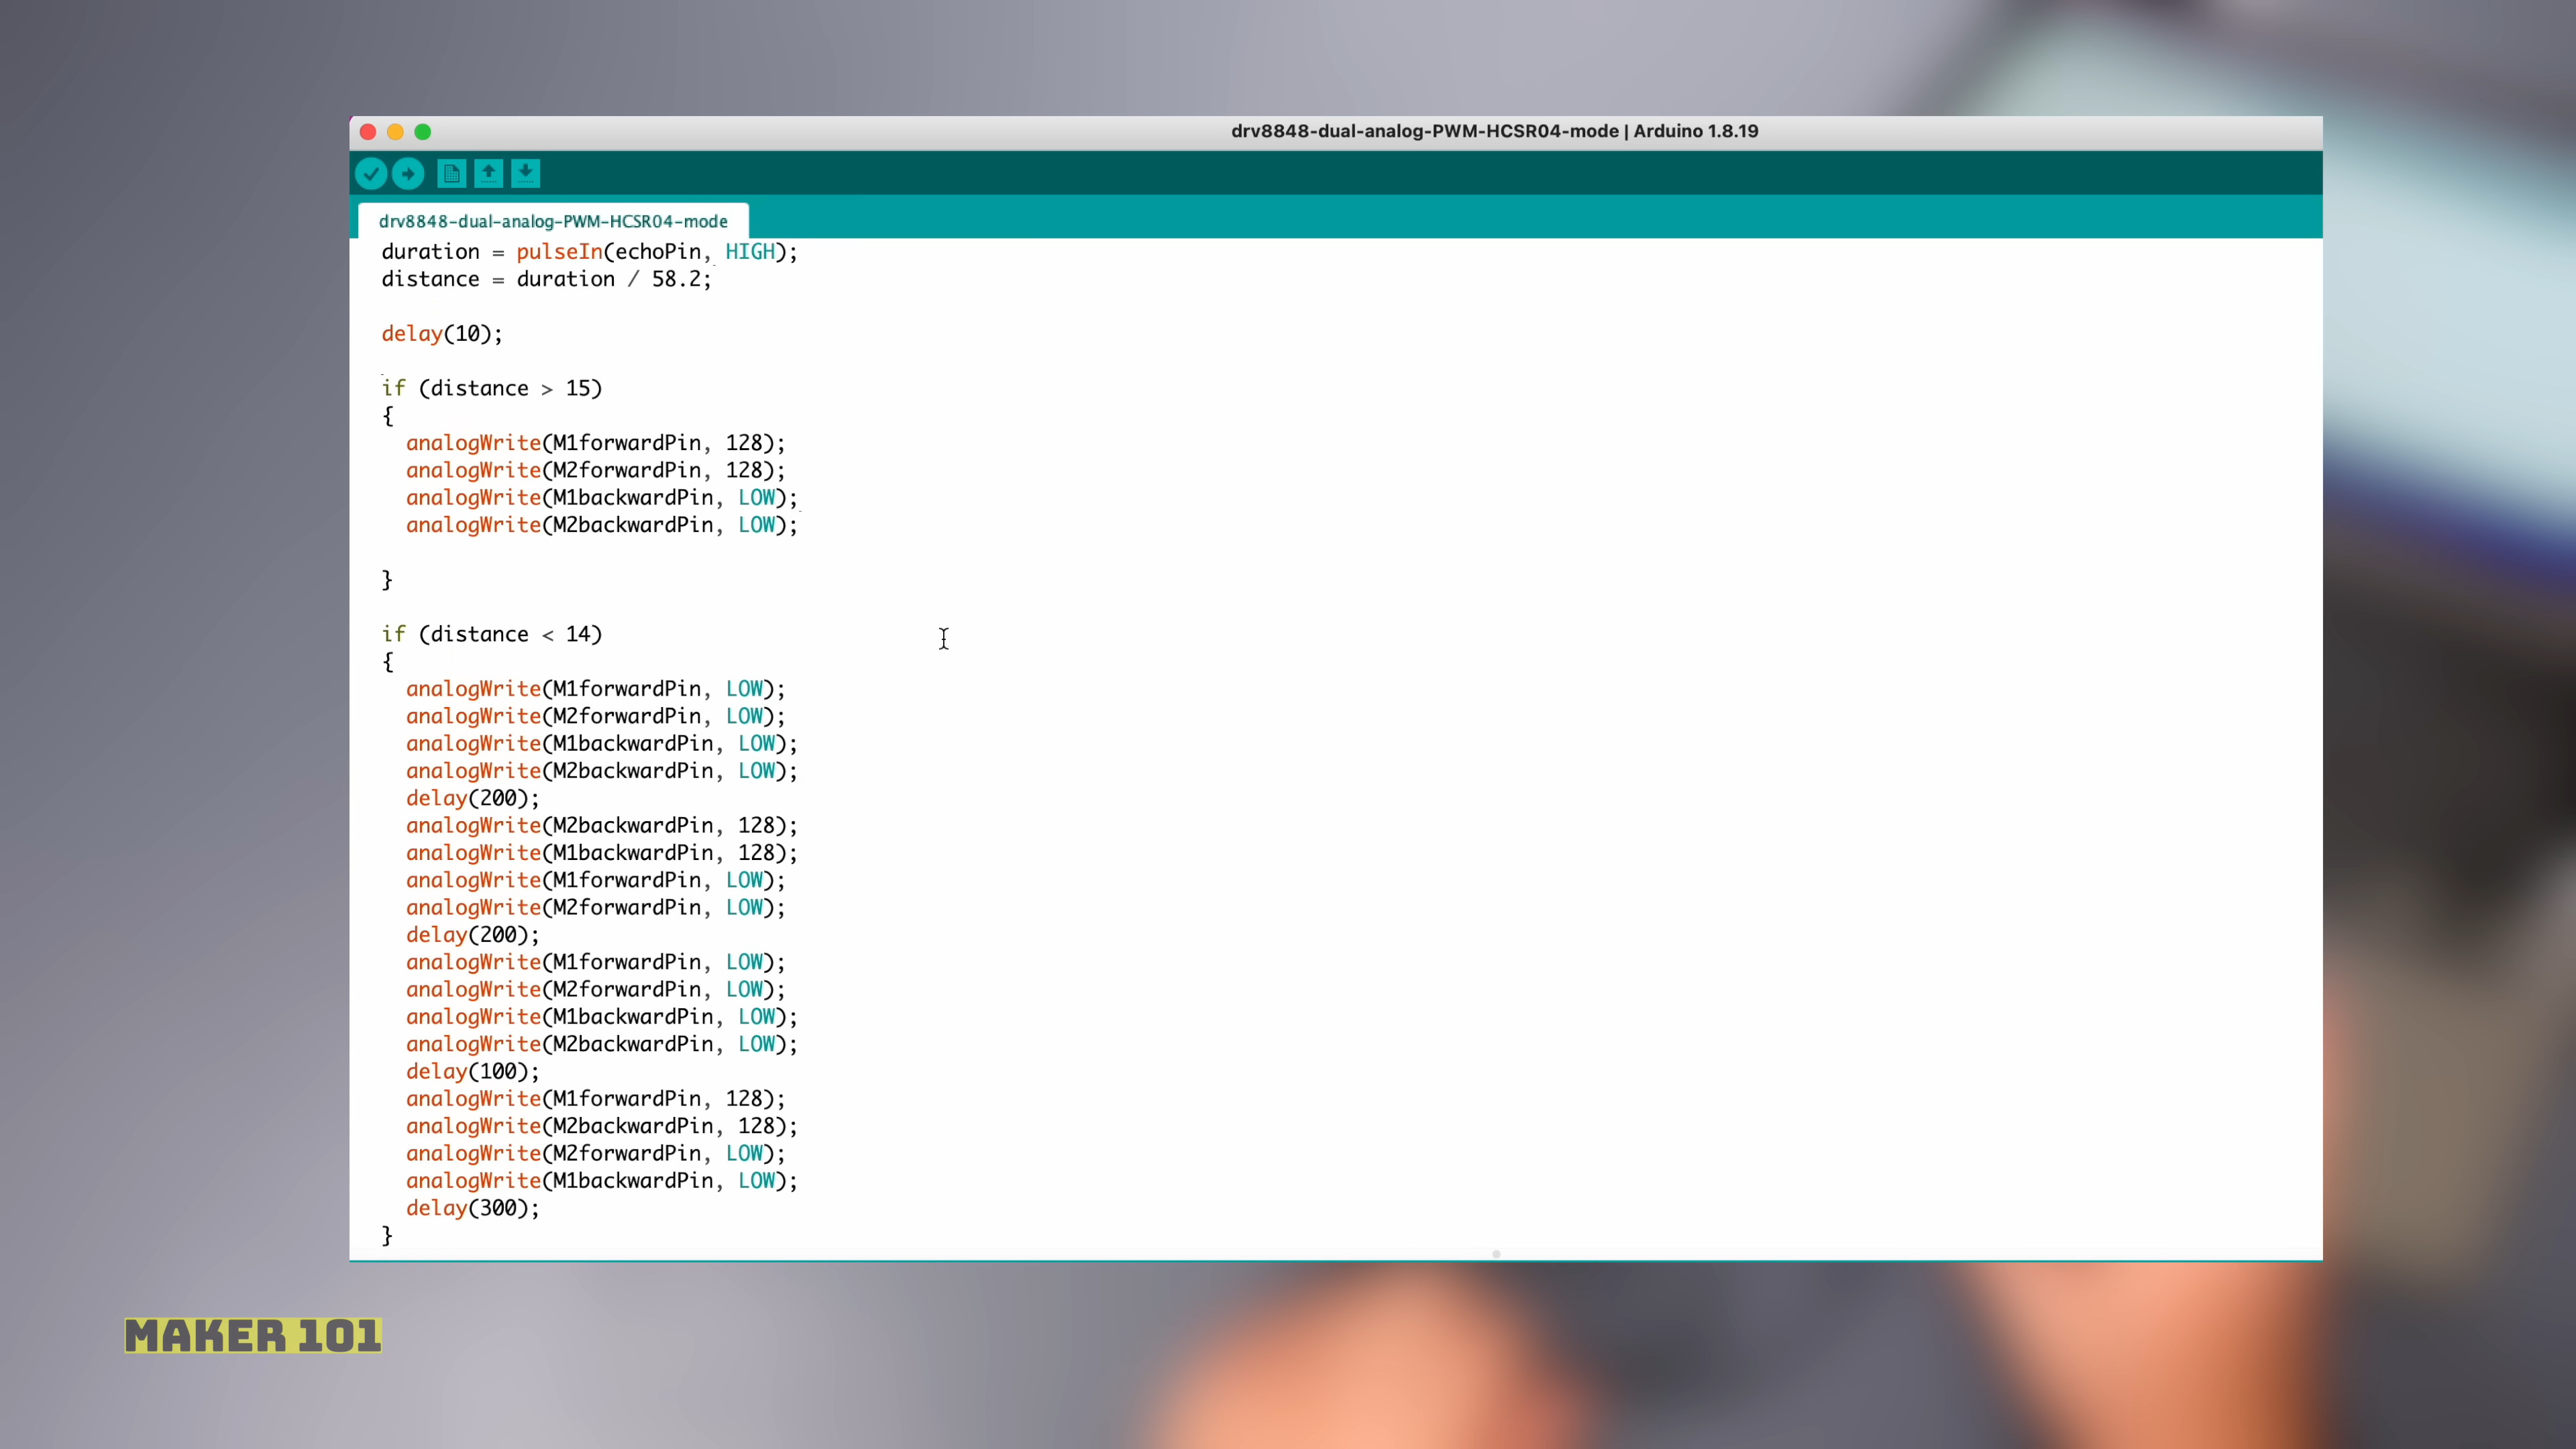 drv8848-dual-analog-PWM-HCSR04-mode | Arduino 1.8.19
drv8848-dual-analog-PWM-HCSR04-mode
duration = pulseIn(echoPin, HIGH);
distance = duration / 58.2;
delay(10);
if (distance > 15)
{
analogWrite(M1forwardPin, 128);
analogWrite(M2forwardPin, 128);
analogWrite(M1backwardPin, LOW);
analogWrite(M2backwardPin, LOW);
}
if (distance < 14)
{
analogWrite(M1forwardPin, LOW);
analogWrite(M2forwardPin, LOW);
analogWrite(M1backwardPin, LOW);
analogWrite(M2backwardPin, LOW);
delay(200);
analogWrite(M2backwardPin, 128);
analogWrite(M1backwardPin, 128);
analogWrite(M1forwardPin, LOW);
analogWrite(M2forwardPin, LOW);
delay(200);
analogWrite(M1forwardPin, LOW);
analogWrite(M2forwardPin, LOW);
analogWrite(M1backwardPin, LOW);
analogWrite(M2backwardPin, LOW);
delay(100);
analogWrite(M1forwardPin, 128);
analogWrite(M2backwardPin, 128);
analogWrite(M2forwardPin, LOW);
analogWrite(M1backwardPin, LOW);
delay(300);
}
MAKER 101